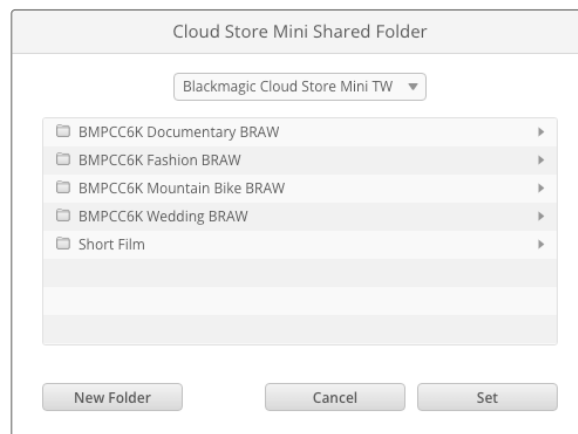 Cloud Store Mini Shared Folder
Blackmagic Cloud Store Mini TW
BMPCC6K Documentary BRAW
BMPCC6K Fashion BRAW
BMPCC6K Mountain Bike BRAW
BMPCC6K Wedding BRAW
Short Film
New Folder Cancel Set